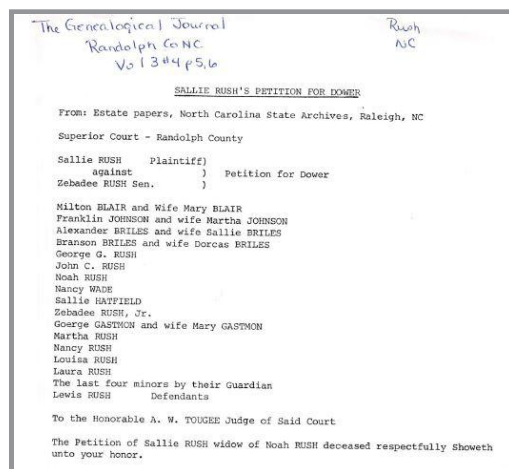 The Genealogical Journal
Rush
Randolph Co NC
NC
Vol 3 #4 p5,6
SALLIE RUSH'S PETITION FOR DOWER
From: Estate papers, North Carolina State Archives, Raleigh, NC
Superior Court - Randolph County
Sallie RUSH Plaintiff)
against ) Petition for Dower
Zebadee RUSH Sen. )
Milton BLAIR and Wife Mary BLAIR
Franklin JOHNSON and wife Martha JOHNSON
Alexander BRILES and wife Sallie BRILES
Branson BRILES and wife Dorcas BRILES
George G. RUSH
John C. RUSH
Noah RUSH
Nancy WADE
Sallie HATFIELD
Zebadee RUSH, Jr.
Goerge GASTMON and wife Mary GASTMON
Martha RUSH
Nancy RUSH
Louisa RUSH
Laura RUSH
The last four minors by their Guardian
Lewis RUSH Defendants
To the Honorable A. W. TOUGEE Judge of Said Court
The Petition of Sallie RUSH widow of Noah RUSH deceased respectfully Showeth
unto your honor.